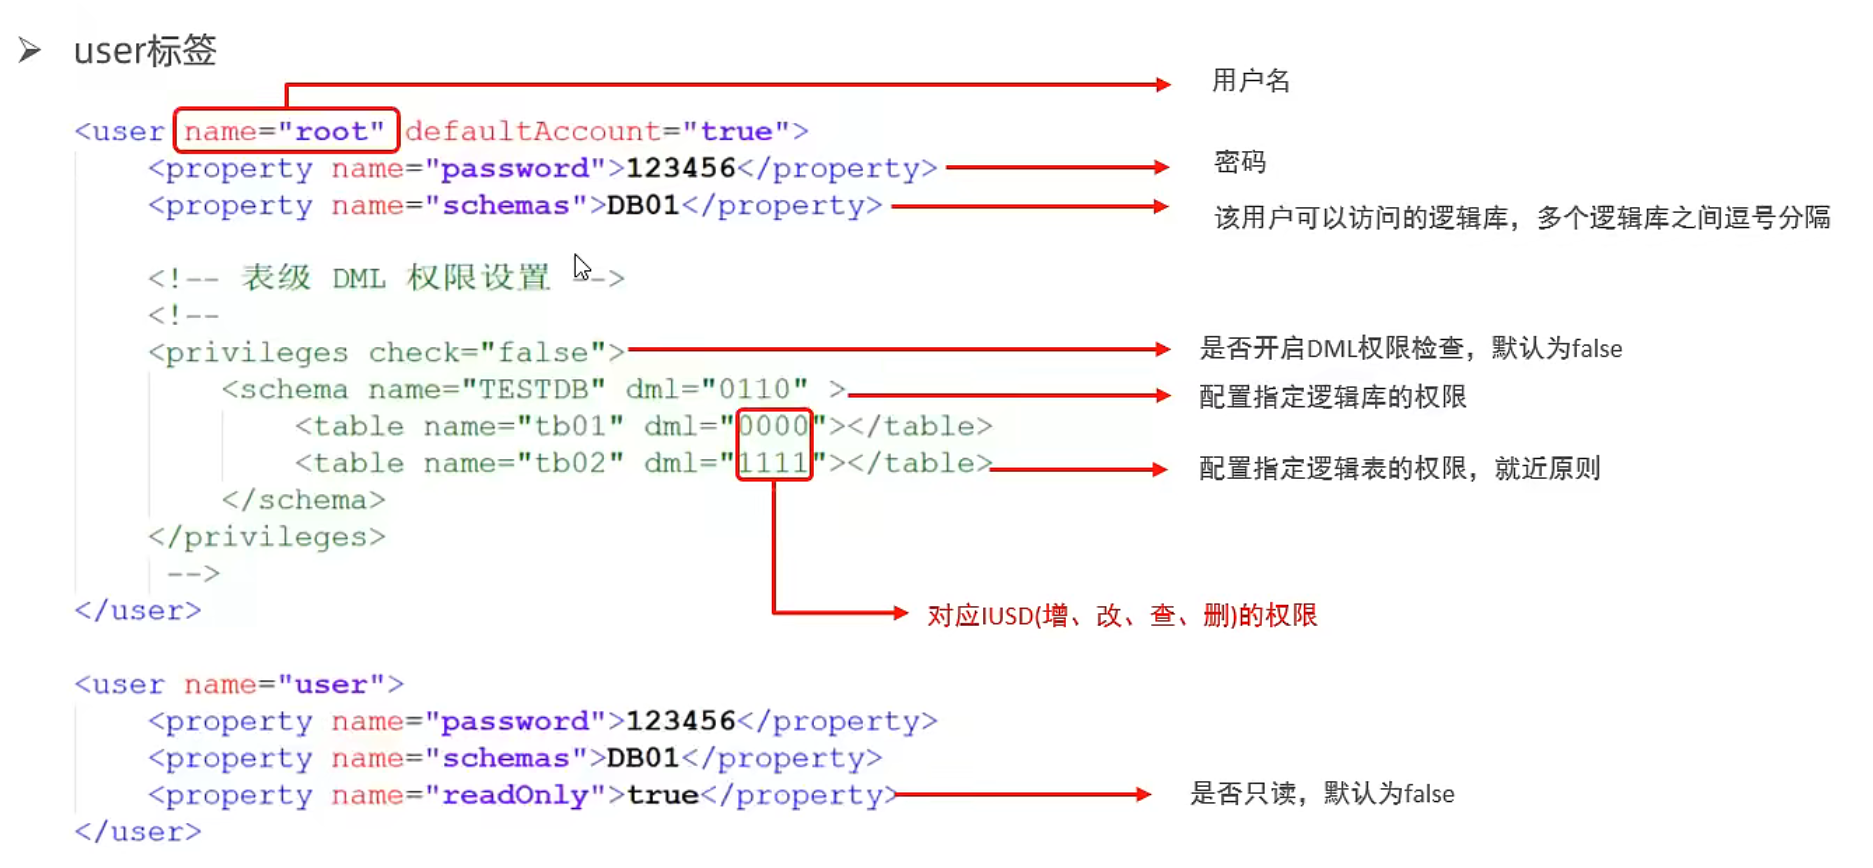 ➤ user标签
用户名
<user name="root" defaultAccount="true">
<property name="password">123456</property>
密码
<property name="schemas">DB01</property>
该用户可以访问的逻辑库，多个逻辑库之间逗号分隔
<!-- 表级 DML 权限设置 -->
<!--
<privileges check="false">
是否开启DML权限检查，默认为false
<schema name="TESTDB" dml="0110" >
配置指定逻辑库的权限
<table name="tb01" dml="0000"></table>
<table name="tb02" dml="1111"></table>
配置指定逻辑表的权限，就近原则
</schema>
</privileges>
-->
</user>
对应IUSD(增、改、查、删)的权限
<user name="user">
<property name="password">123456</property>
<property name="schemas">DB01</property>
<property name="readOnly">true</property>
是否只读，默认为false
</user>